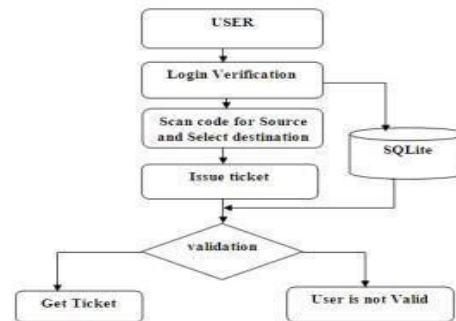 USER
Login Verification
Scan code for Source
and Select destination
SQLite
Issue ticket
validation
Get Ticket
User is not Valid